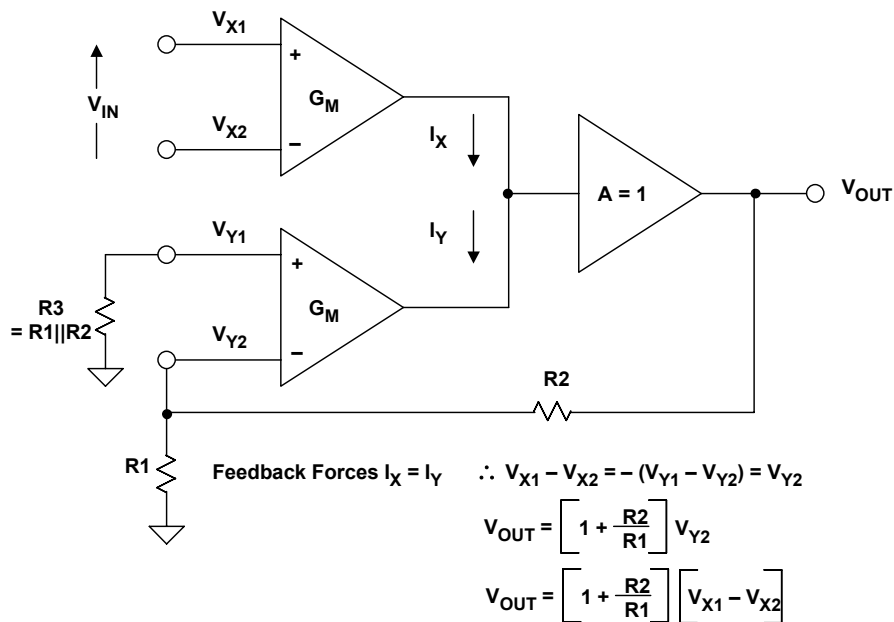 V_X1
+
G_M
V_IN
V_X2
–
I_X
A = 1
V_OUT
V_Y1
I_Y
+
R3
= R1||R2
G_M
V_Y2
–
R2
R1
Feedback Forces I_X = I_Y ∴ V_X1 – V_X2 = – (V_Y1 – V_Y2) = V_Y2
V_OUT = [1 + R2/R1] V_Y2
V_OUT = [1 + R2/R1] [V_X1 – V_X2]